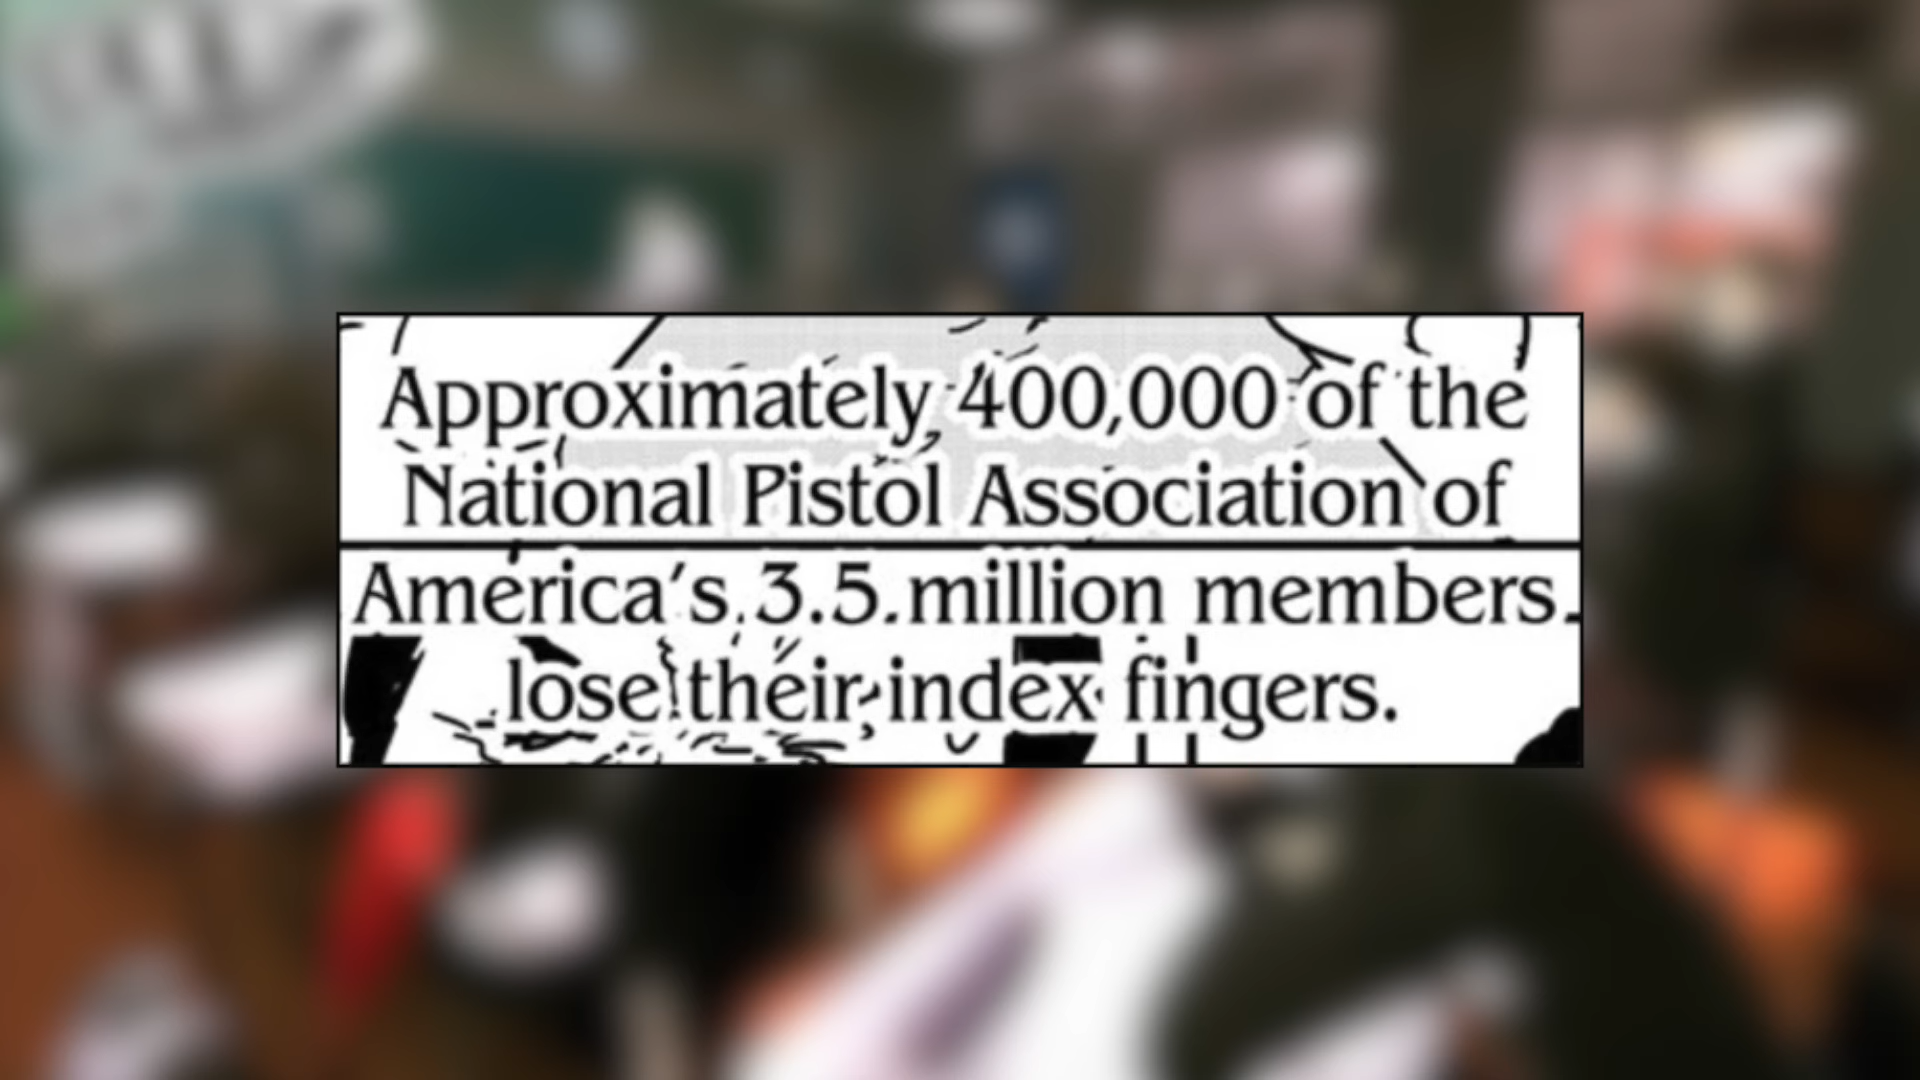 Approximately 400,000 of the
National Pistol Association of
America's 3.5 million members
lose their index fingers.